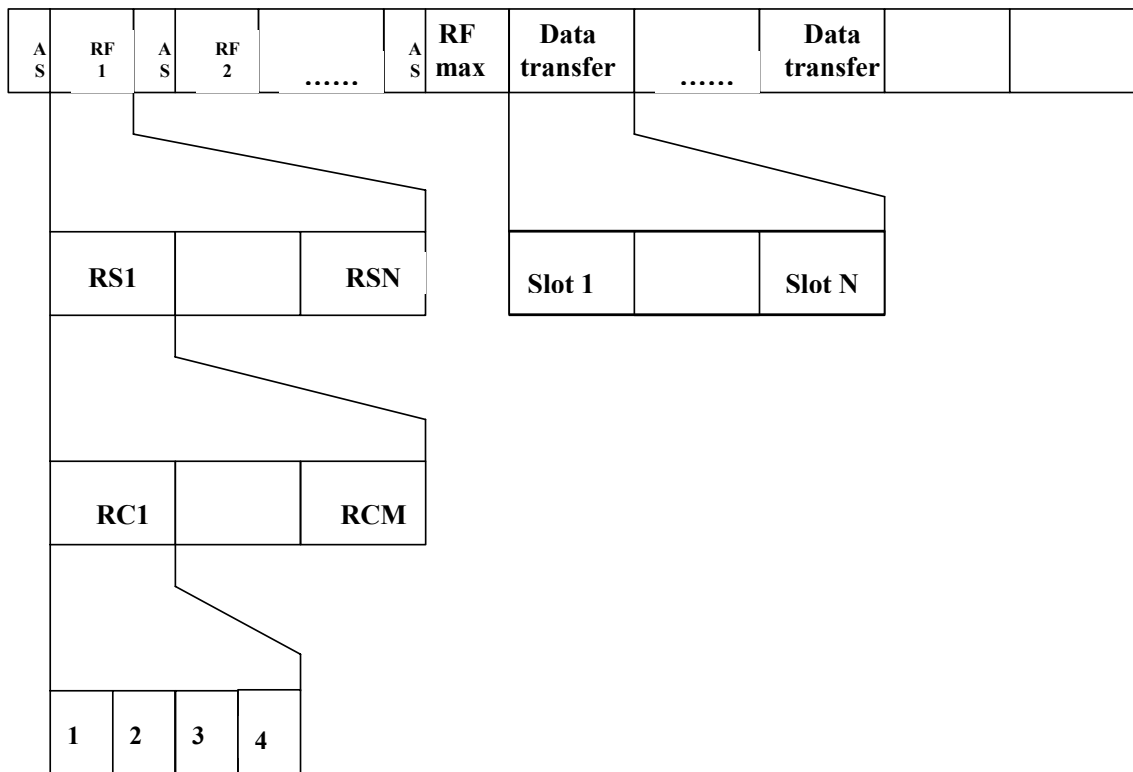 A S RF 1 A S RF 2 ...... A S RF max Data transfer ...... Data transfer
RS1 RSN Slot 1 Slot N
RC1 RCM
1 2 3 4